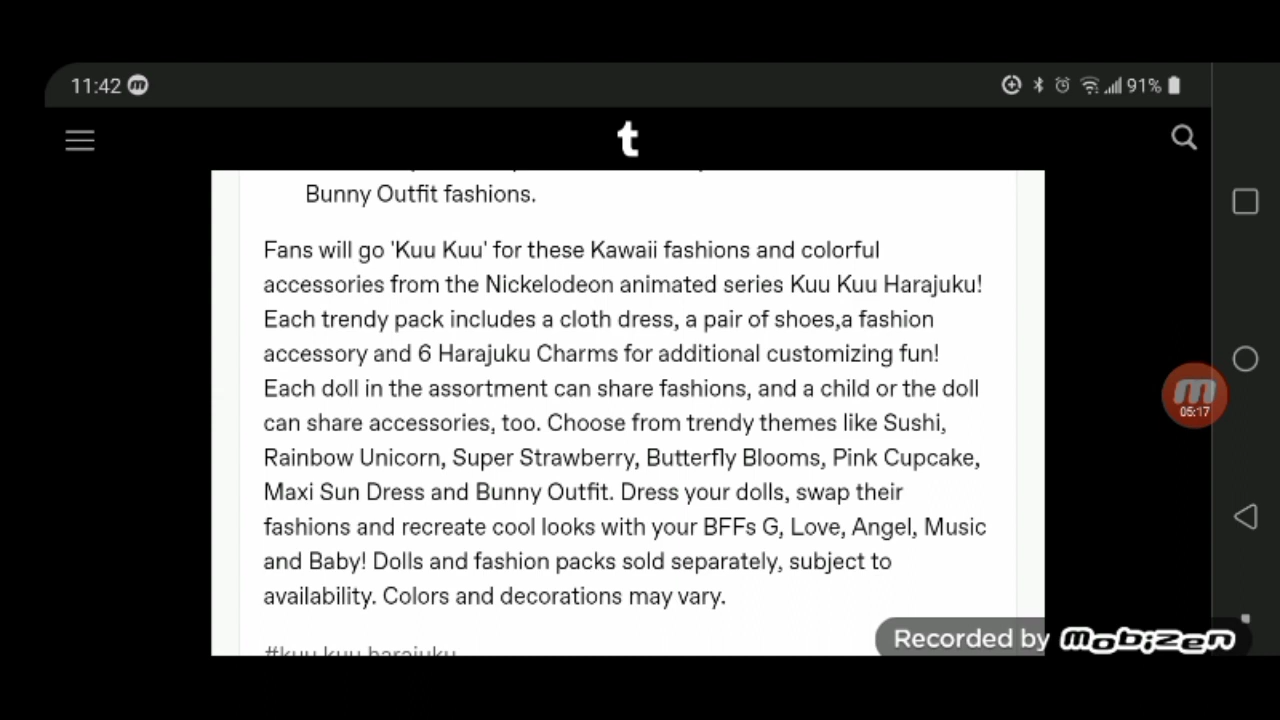 11:42
91%
t
Bunny Outfit fashions.
Fans will go 'Kuu Kuu' for these Kawaii fashions and colorful
accessories from the Nickelodeon animated series Kuu Kuu Harajuku!
Each trendy pack includes a cloth dress, a pair of shoes,a fashion
accessory and 6 Harajuku Charms for additional customizing fun!
Each doll in the assortment can share fashions, and a child or the doll
can share accessories, too. Choose from trendy themes like Sushi,
Rainbow Unicorn, Super Strawberry, Butterfly Blooms, Pink Cupcake,
Maxi Sun Dress and Bunny Outfit. Dress your dolls, swap their
fashions and recreate cool looks with your BFFs G, Love, Angel, Music
and Baby! Dolls and fashion packs sold separately, subject to
availability. Colors and decorations may vary.
#kuu kuu harajuku
05:17
Recorded by Mobizen